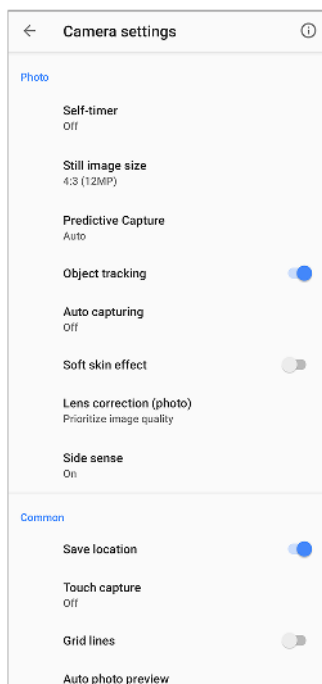 Camera settings
Photo
Self-timer
Off
Still image size
4:3 (12MP)
Predictive Capture
Auto
Object tracking
Auto capturing
Off
Soft skin effect
Lens correction (photo)
Prioritize image quality
Side sense
On
Common
Save location
Touch capture
Off
Grid lines
Auto photo preview